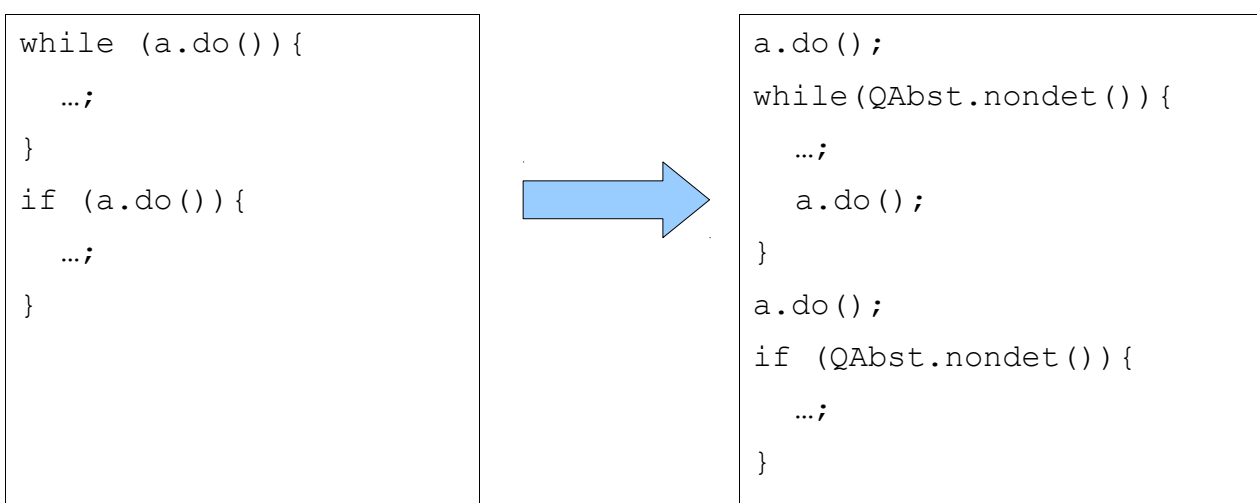 while (a.do()){
…;
}
if (a.do()){
…;
}
a.do();
while(QAbst.nondet()){
…;
a.do();
}
a.do();
if (QAbst.nondet()){
…;
}